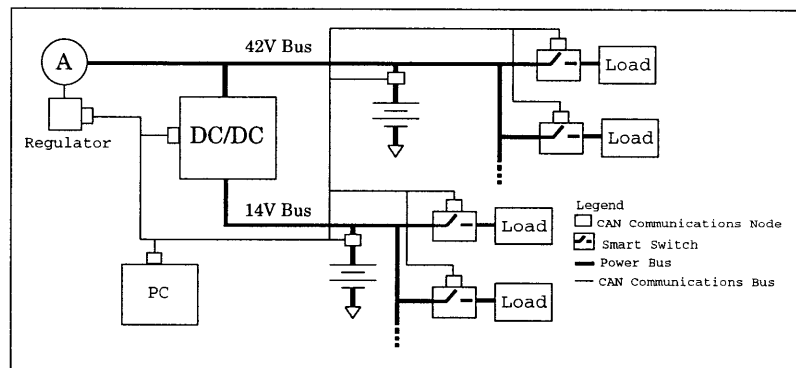 42V Bus
A
Load
DC/DC
Regulator
Load
14V Bus
Load
PC
Load
Legend
CAN Communications Node
Smart Switch
Power Bus
CAN Communications Bus